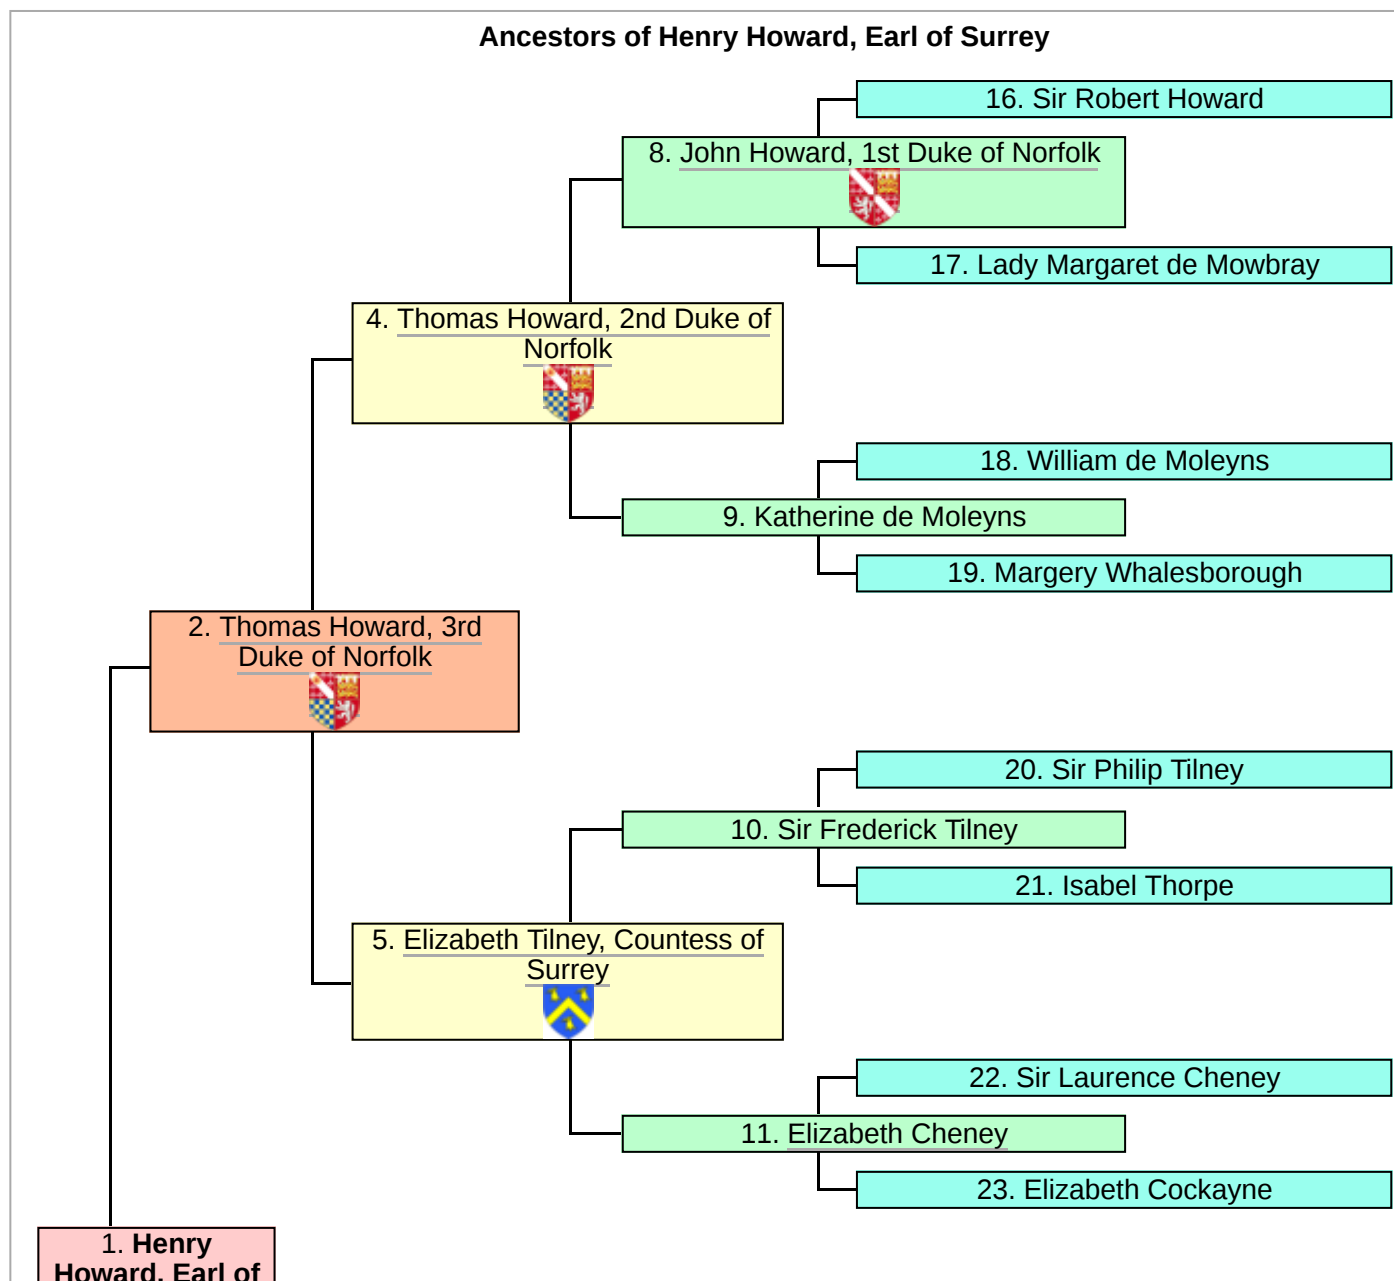 Ancestors of Henry Howard, Earl of Surrey
16. Sir Robert Howard
8. John Howard, 1st Duke of Norfolk
17. Lady Margaret de Mowbray
4. Thomas Howard, 2nd Duke of
Norfolk
18. William de Moleyns
9. Katherine de Moleyns
19. Margery Whalesborough
2. Thomas Howard, 3rd
Duke of Norfolk
20. Sir Philip Tilney
10. Sir Frederick Tilney
21. Isabel Thorpe
5. Elizabeth Tilney, Countess of
Surrey
22. Sir Laurence Cheney
11. Elizabeth Cheney
23. Elizabeth Cockayne
1. Henry
Howard, Earl of